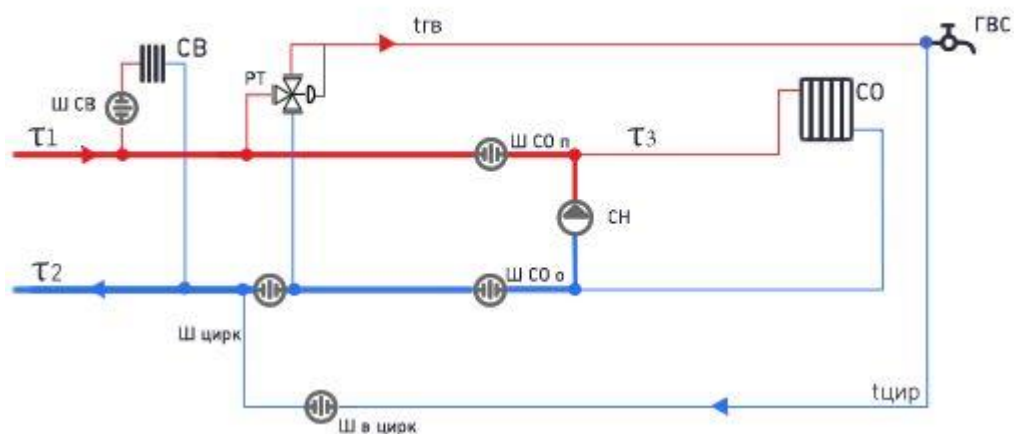 tгв
ГВС
СВ
РТ
СО
Ш СВ
τ1
Ш СО п
τ3
СН
τ2
Ш СО о
Ш цирк
tцир
Ш в цирк